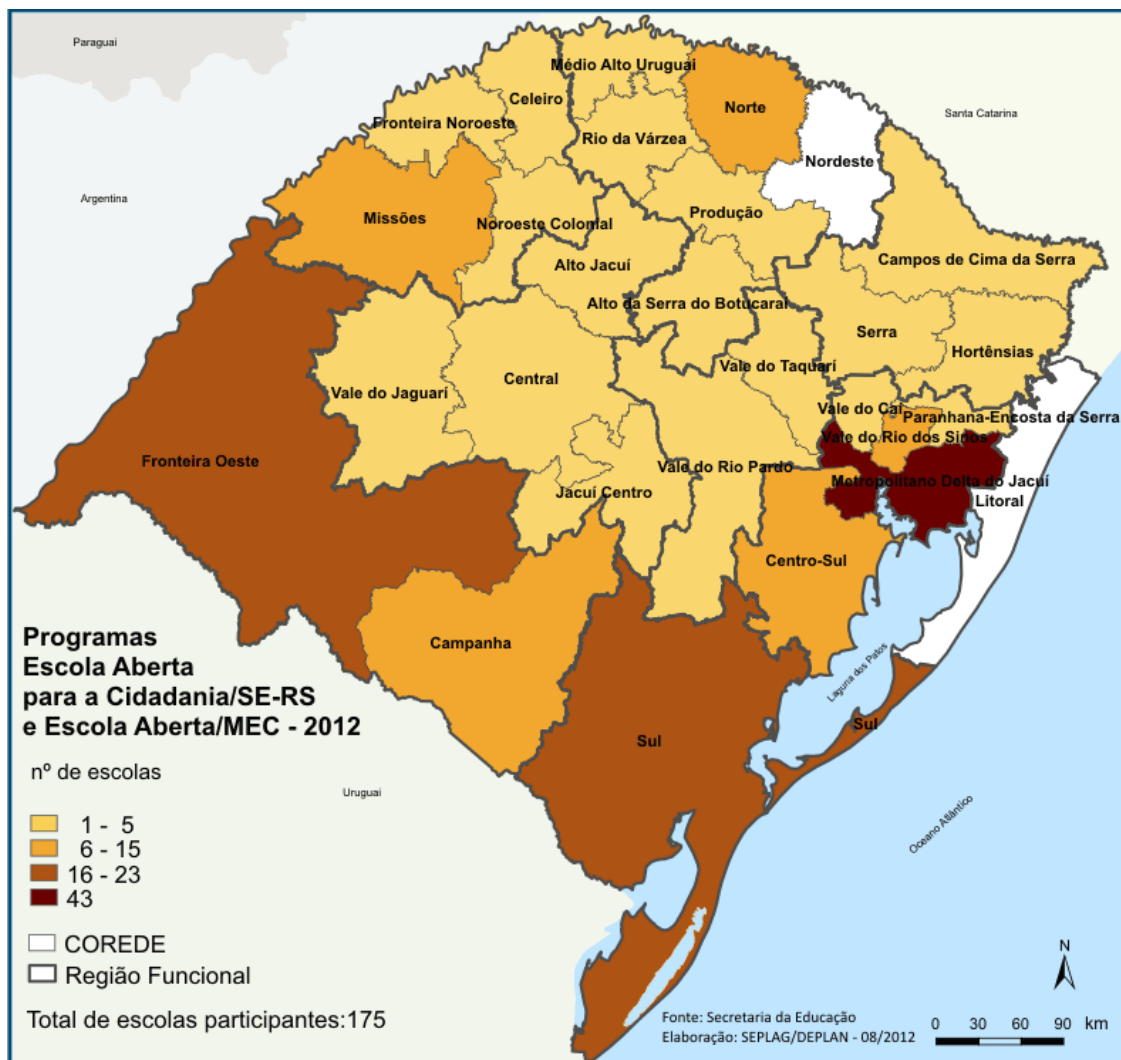 Paraguai
Médio Alto Uruguai
Celeiro
Norte
Santa Catarina
Fronteira Noroeste
Rio da Várzea
Nordeste
Argentina
Missões
Noroeste Colonial
Produção
Alto Jacuí
Campos de Cima da Serra
Alto da Serra do Botucaraí
Serra
Hortênsias
Vale do Taquarí
Vale do Jaguarí
Central
Vale do Caí
Paranhana-Encosta da Serra
Vale do Rio dos Sinos
Fronteira Oeste
Vale do Rio Pardo
Metropolitano Delta do Jacuí
Jacuí Centro
Litoral
Centro-Sul
Campanha
Laguna dos Patos
Sul
Sul
Uruguai
Oceano Atlântico
Programas
Escola Aberta
para a Cidadania/SE-RS
e Escola Aberta/MEC - 2012
nº de escolas
1 - 5
6 - 15
16 - 23
43
COREDE
Região Funcional
Total de escolas participantes:175
Fonte: Secretaria da Educação
Elaboração: SEPLAG/DEPLAN - 08/2012
N
0 30 60 90 km